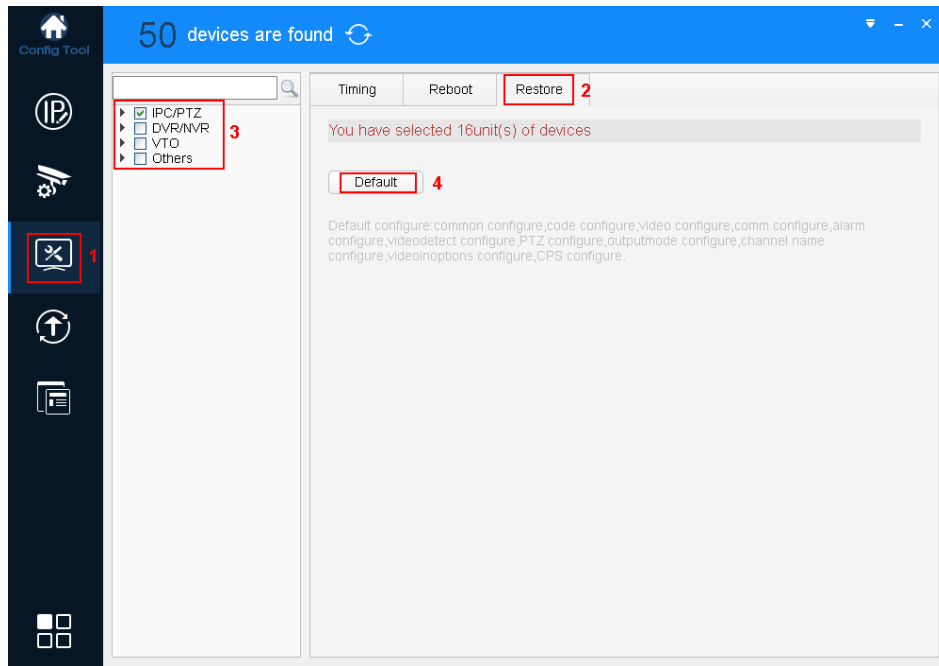 Config Tool
50 devices are found
IP
1
IPC/PTZ
DVR/NVR
VTO
Others
3
Timing
Reboot
Restore
2
You have selected 16unit(s) of devices
Default
4
Default configure:common configure,code configure,video configure,comm configure,alarm
configure,videodetect configure,PTZ configure,outputmode configure,channel name
configure,videoinoptions configure,CPS configure.